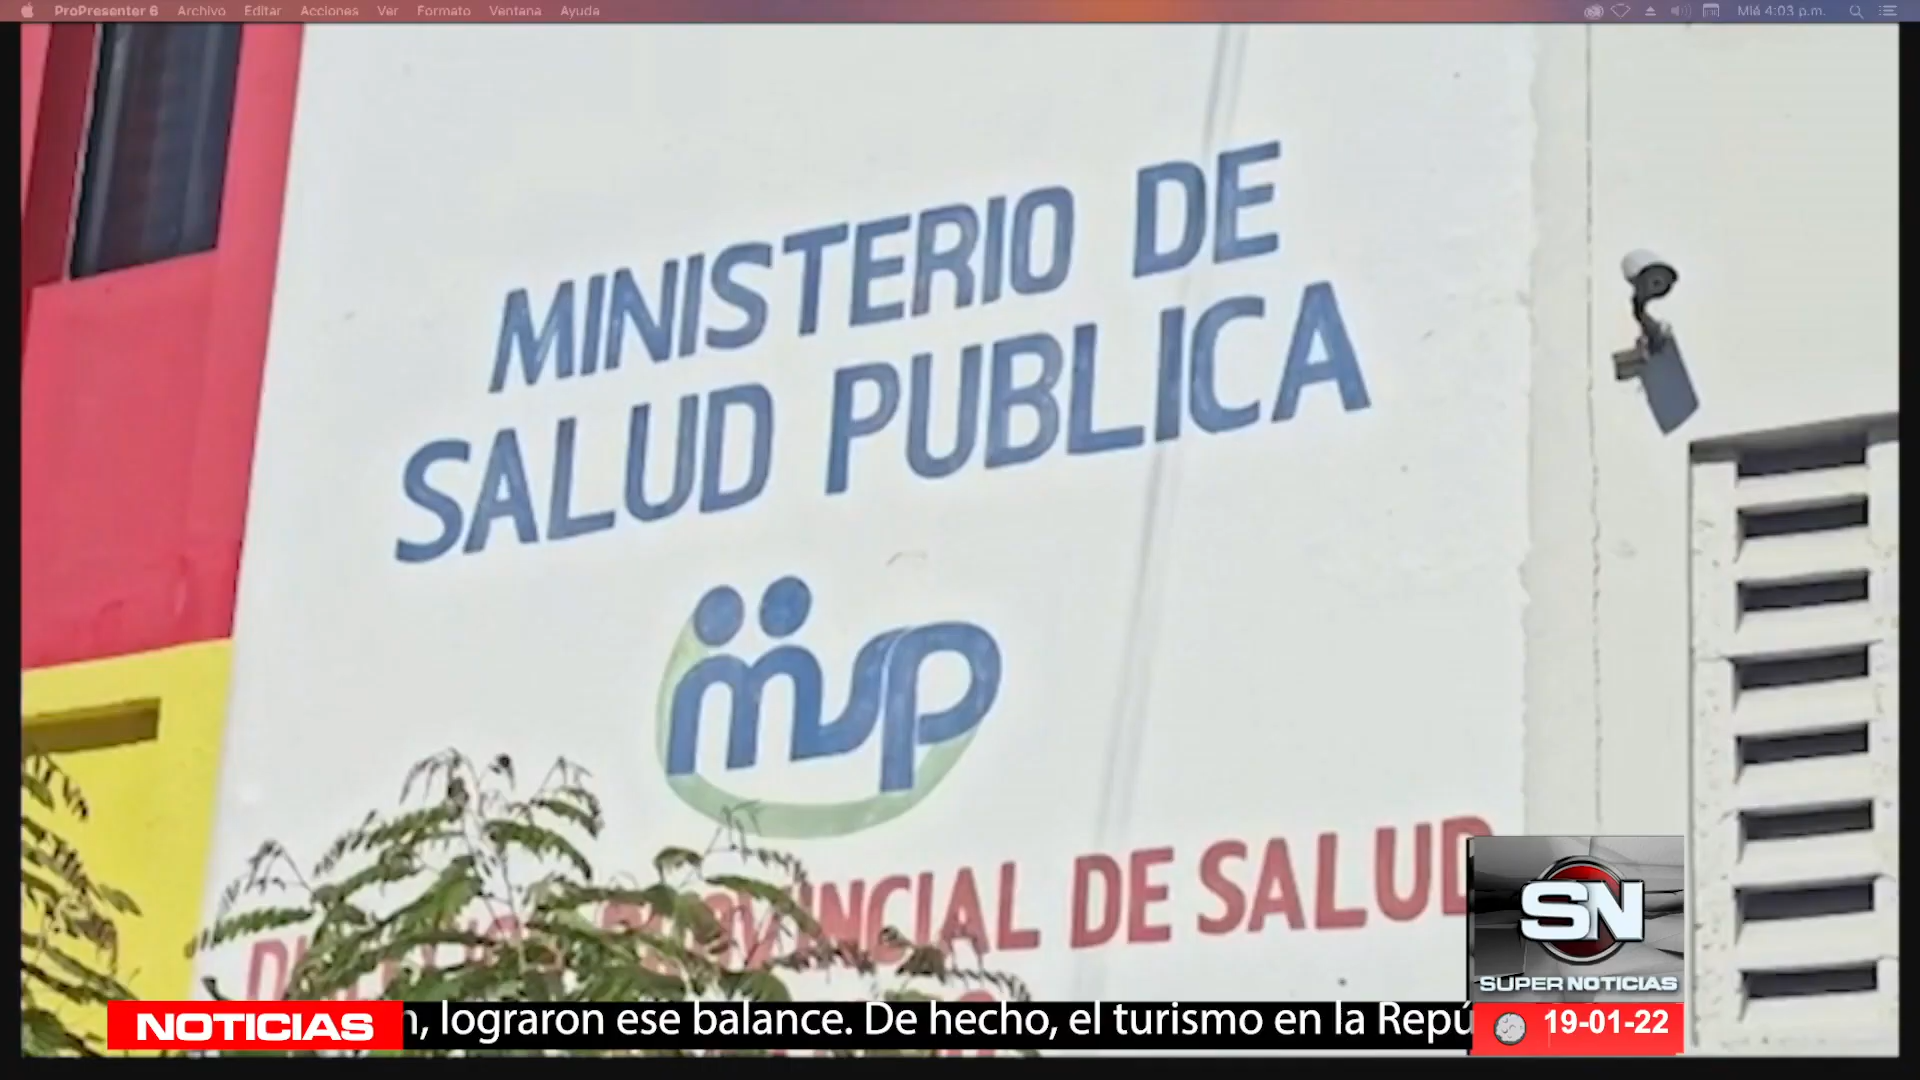 ProPresenter 6 Archivo Editar Acciones Ver Formato Ventana Ayuda
Mié 4:03 p.m.
MINISTERIO DE
SALUD PUBLICA
msp
PROVINCIAL DE SALUD
SN
SUPER NOTICIAS
NOTICIAS
, lograron ese balance. De hecho, el turismo en la Repú
19-01-22